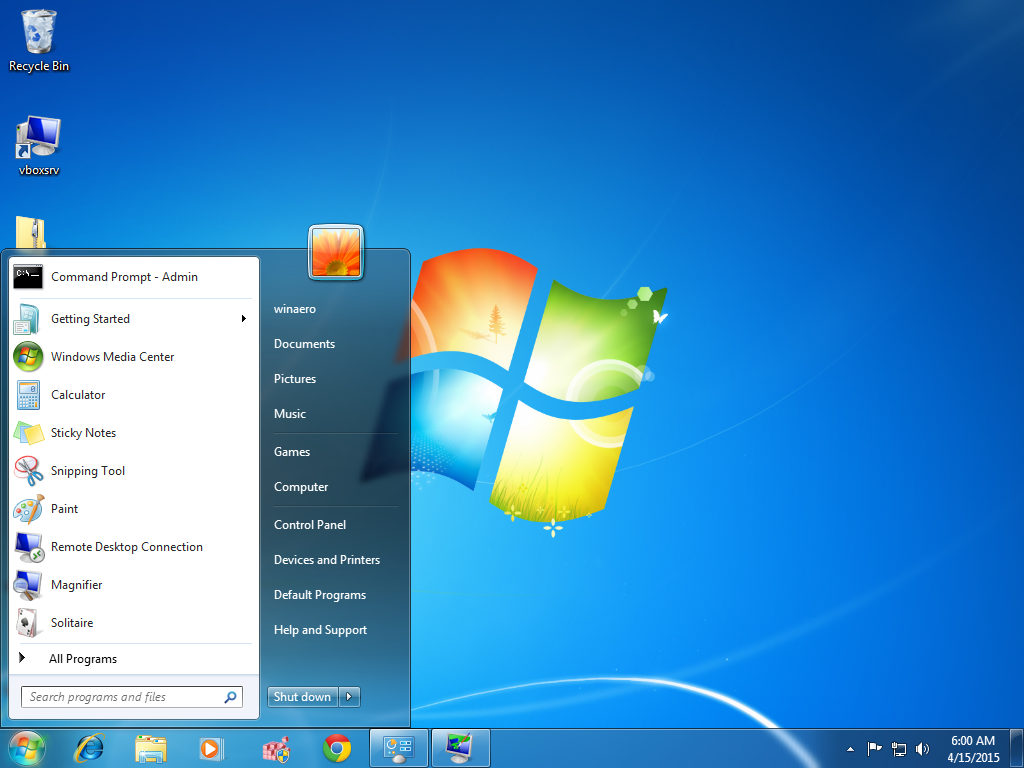 Recycle Bin
vboxsrv
C:\
Command Prompt - Admin
Getting Started
Windows Media Center
Calculator
Sticky Notes
Snipping Tool
Paint
Remote Desktop Connection
Magnifier
Solitaire
All Programs
Search programs and files
winaero
Documents
Pictures
Music
Games
Computer
Control Panel
Devices and Printers
Default Programs
Help and Support
Shut down
6:00 AM
4/15/2015